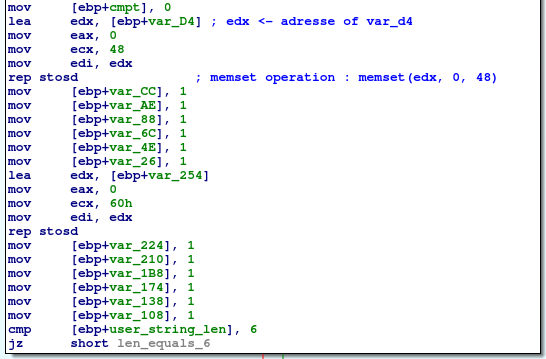 mov [ebp+cmpt], 0
lea edx, [ebp+var_D4] ; edx <- adresse of var_d4
mov eax, 0
mov ecx, 48
mov edi, edx
rep stosd ; memset operation : memset(edx, 0, 48)
mov [ebp+var_CC], 1
mov [ebp+var_AE], 1
mov [ebp+var_88], 1
mov [ebp+var_6C], 1
mov [ebp+var_4E], 1
mov [ebp+var_26], 1
lea edx, [ebp+var_254]
mov eax, 0
mov ecx, 60h
mov edi, edx
rep stosd
mov [ebp+var_224], 1
mov [ebp+var_210], 1
mov [ebp+var_1B8], 1
mov [ebp+var_174], 1
mov [ebp+var_138], 1
mov [ebp+var_108], 1
cmp [ebp+user_string_len], 6
jz short len_equals_6